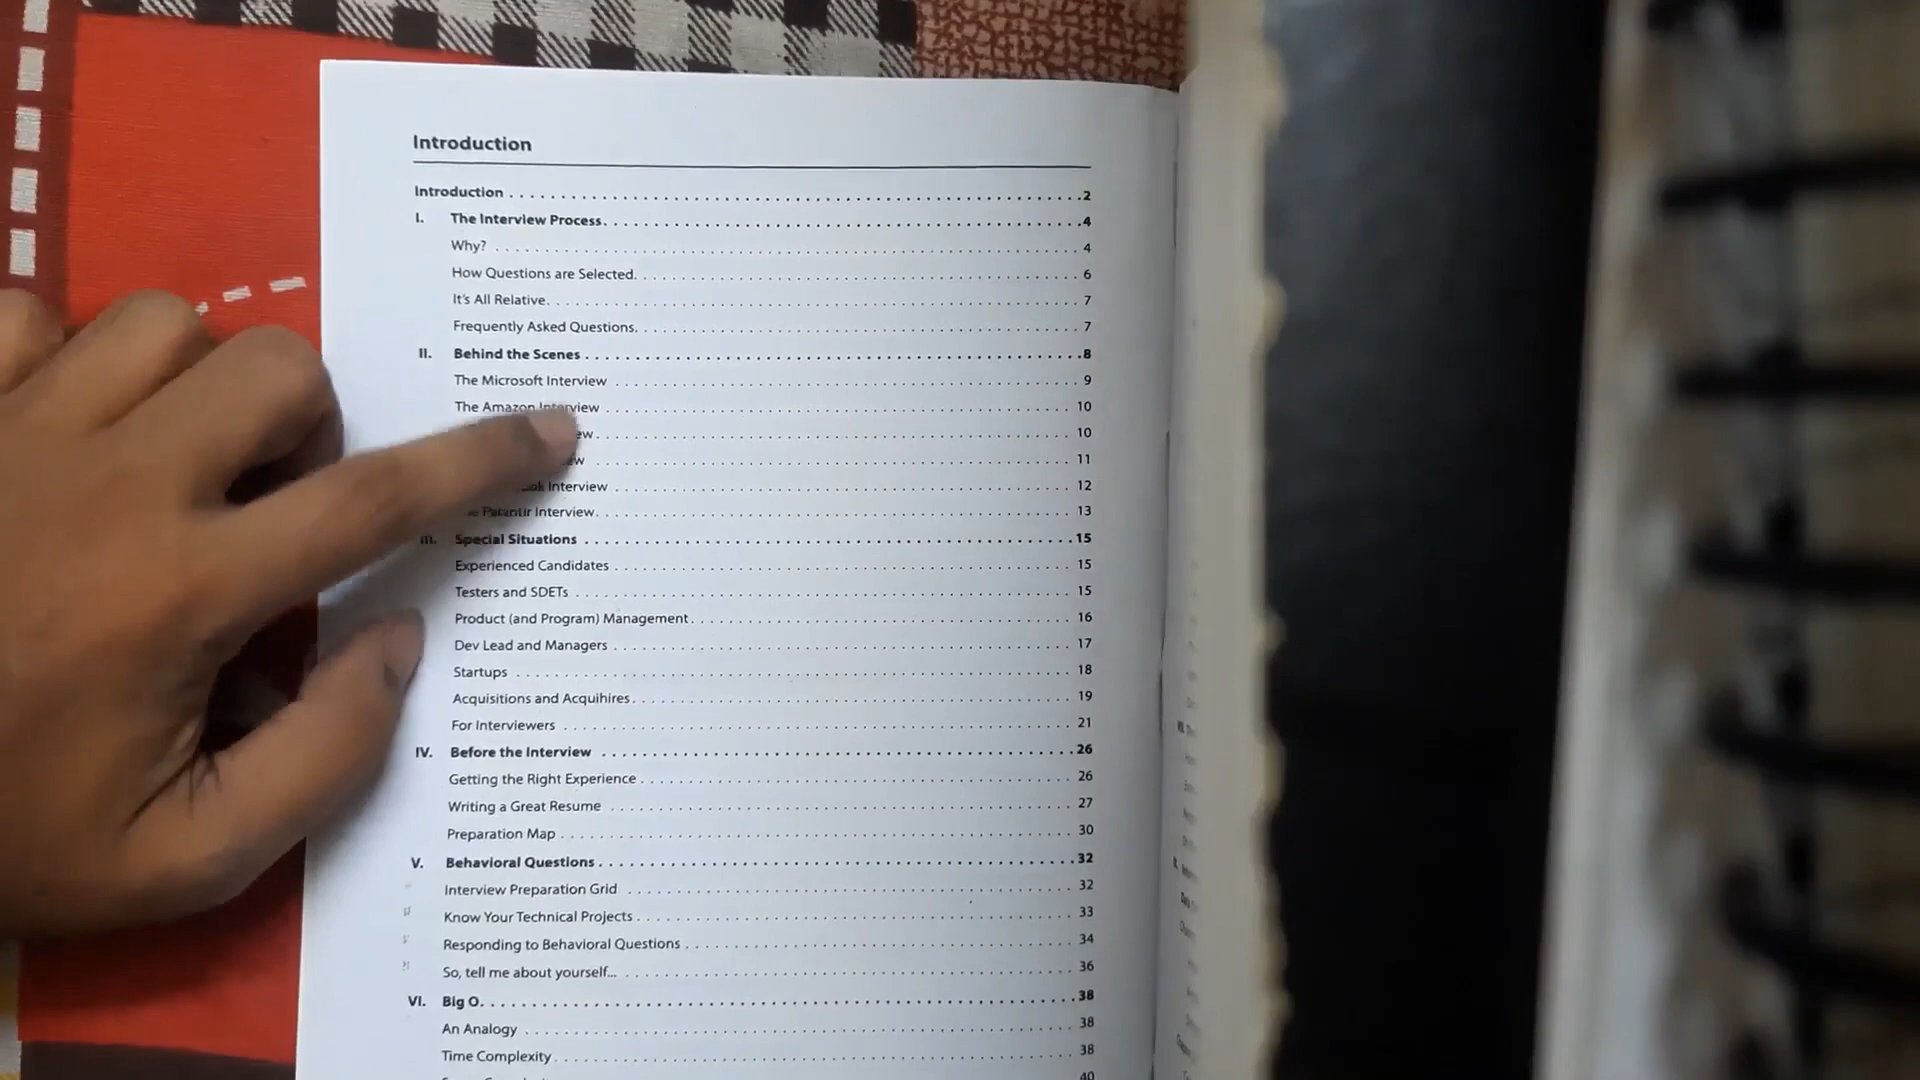 Introduction
Introduction . . . . . . . . . . 2
I. The Interview Process. . . . . . . . . . 4
Why? . . . . . . . . . . 4
How Questions are Selected. . . . . . . . . . 6
It's All Relative. . . . . . . . . . 7
Frequently Asked Questions. . . . . . . . . . 7
II. Behind the Scenes . . . . . . . . . . 8
The Microsoft Interview . . . . . . . . . . 9
The Amazon Interview . . . . . . . . . . 10
ew. . . . . . . . . . 10
ew . . . . . . . . . . 11
ook Interview . . . . . . . . . . 12
Palantir Interview. . . . . . . . . . 13
III. Special Situations . . . . . . . . . . 15
Experienced Candidates . . . . . . . . . . 15
Testers and SDETs . . . . . . . . . . 15
Product (and Program) Management. . . . . . . . . . 16
Dev Lead and Managers . . . . . . . . . . 17
Startups . . . . . . . . . . 18
Acquisitions and Acquihires. . . . . . . . . . 19
For Interviewers . . . . . . . . . . 21
IV. Before the Interview . . . . . . . . . . 26
Getting the Right Experience . . . . . . . . . . 26
Writing a Great Resume . . . . . . . . . . 27
Preparation Map . . . . . . . . . . 30
V. Behavioral Questions . . . . . . . . . . 32
Interview Preparation Grid . . . . . . . . . . 32
Know Your Technical Projects . . . . . . . . . . 33
Responding to Behavioral Questions . . . . . . . . . . 34
So, tell me about yourself... . . . . . . . . . . 36
VI. Big O. . . . . . . . . . 38
An Analogy . . . . . . . . . . 38
Time Complexity . . . . . . . . . . 38
40